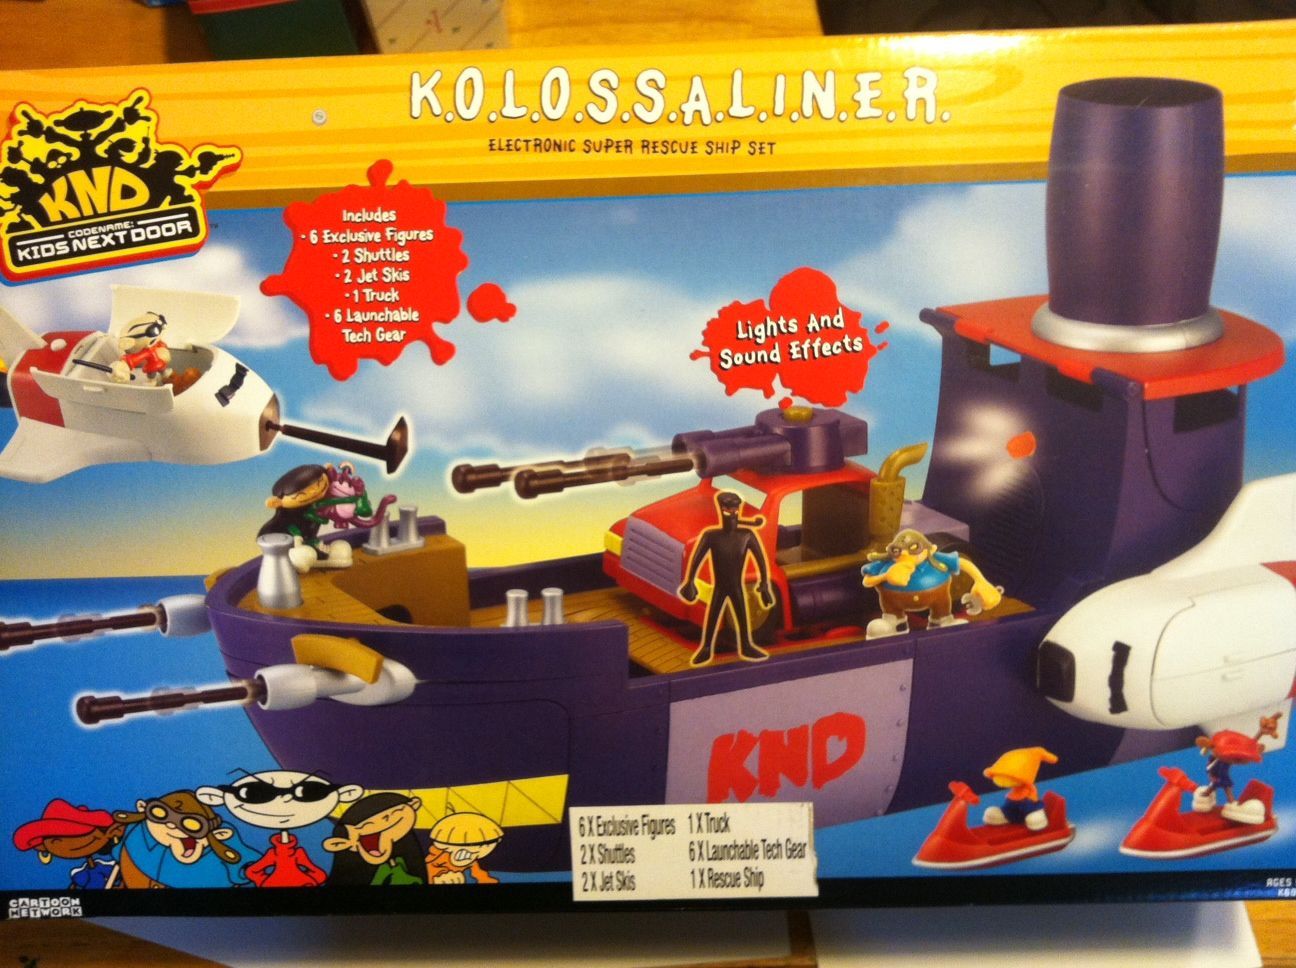 K.O.L.O.S.S.A.L.I.N.E.R.
ELECTRONIC SUPER RESCUE SHIP SET
KND
CODENAME:
KIDS NEXT DOOR
™
Includes
• 6 Exclusive Figures
• 2 Shuttles
• 2 Jet Skis
• 1 Truck
• 6 Launchable
Tech Gear
Lights And
Sound Effects
KND
6 X Exclusive Figures 1 X Truck
2 X Shuttles 6 X Launchable Tech Gear
2 X Jet Skis 1 X Rescue Ship
CARTOON
NETWORK
AGES